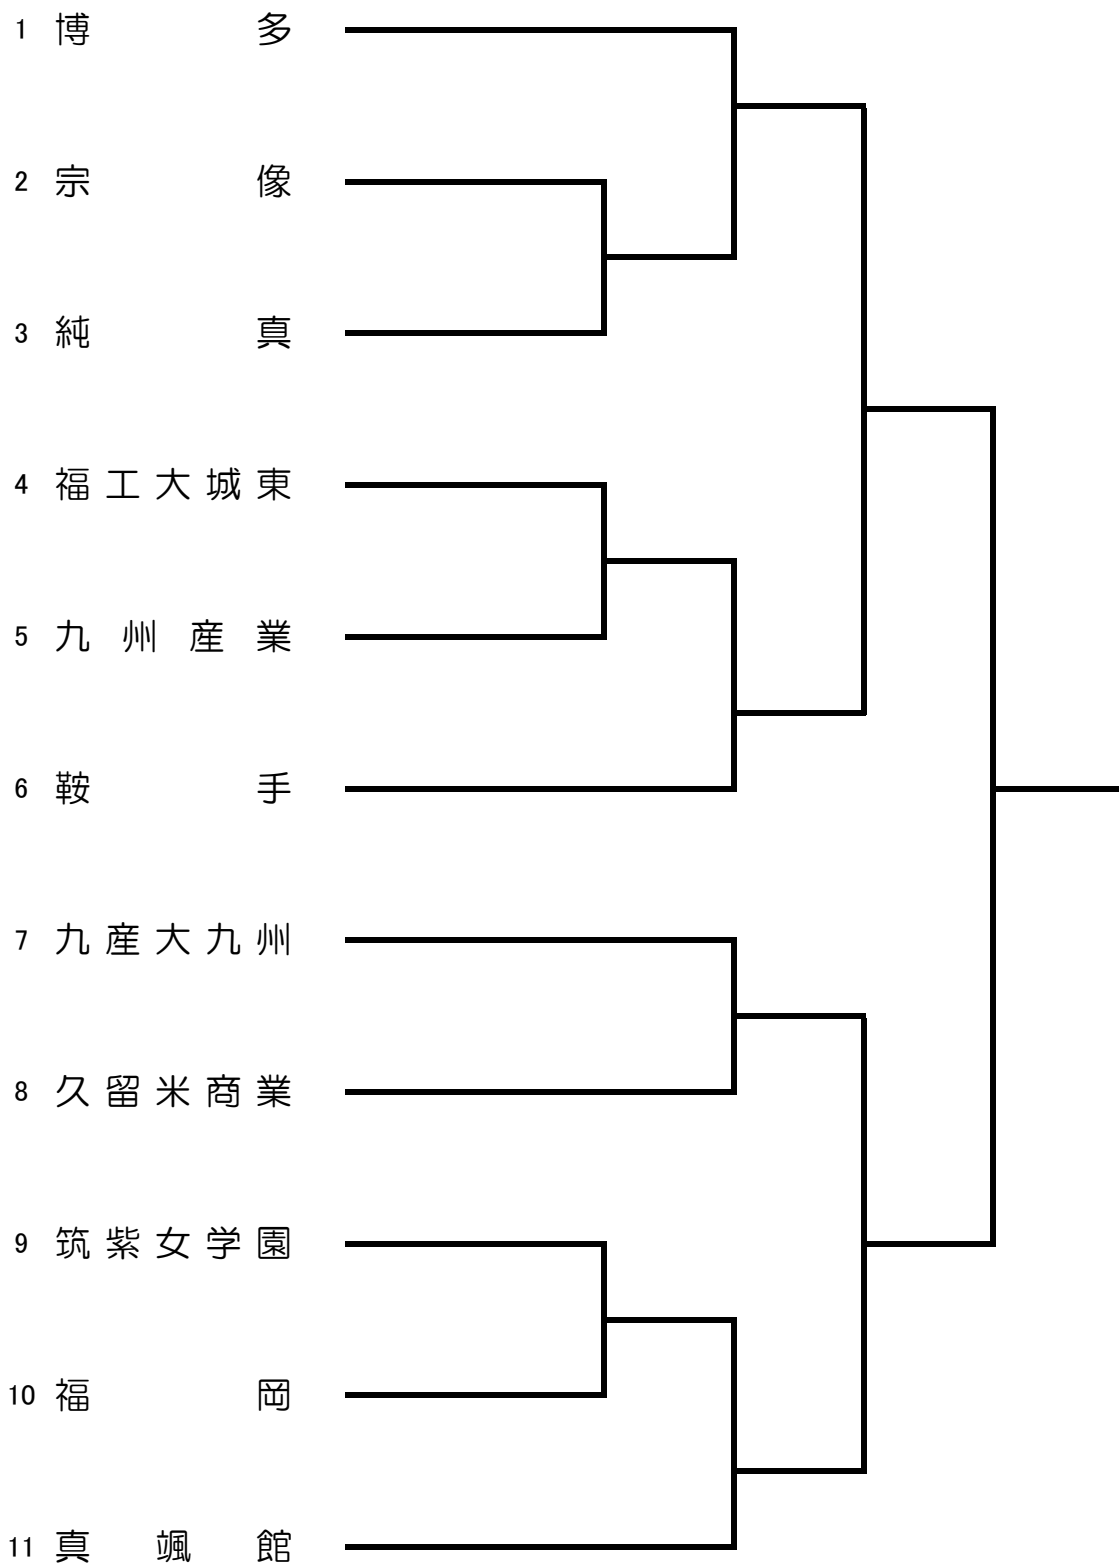 1 博多
2 宗像
3 純真
4 福工大城東
5 九州産業
6 鞍手
7 九産大九州
8 久留米商業
9 筑紫女学園
10 福岡
11 真颯館